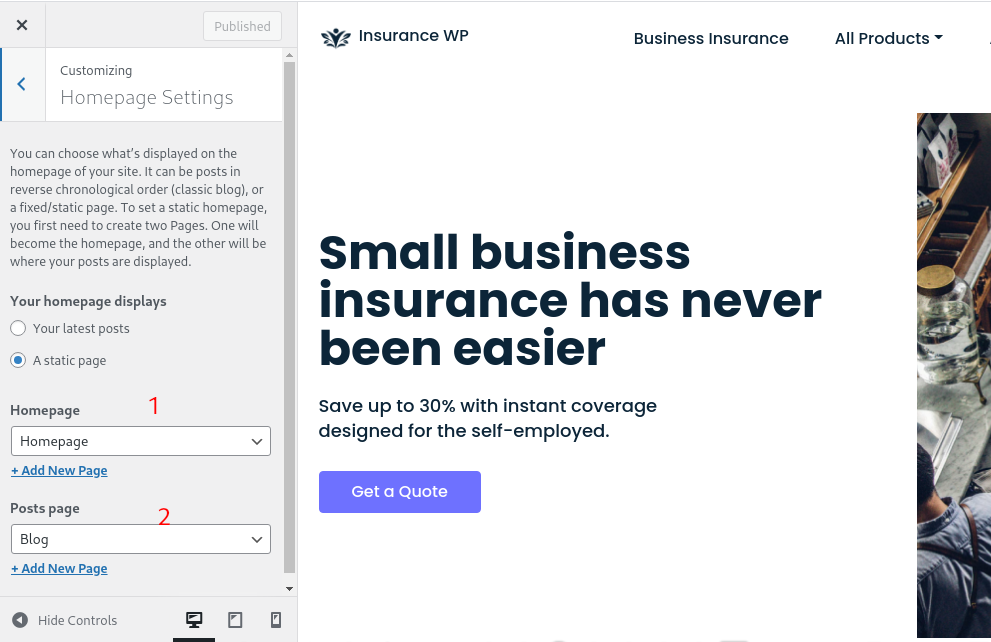 Published
Customizing
Homepage Settings
You can choose what's displayed on the
homepage of your site. It can be posts in
reverse chronological order (classic blog), or
a fixed/static page. To set a static homepage,
you first need to create two Pages. One will
become the homepage, and the other will be
where your posts are displayed.
Your homepage displays
Your latest posts
A static page
Homepage 1
Homepage
+ Add New Page
Posts page 2
Blog
+ Add New Page
Hide Controls
Insurance WP
Business Insurance
All Products
Small business
insurance has never
been easier
Save up to 30% with instant coverage
designed for the self-employed.
Get a Quote